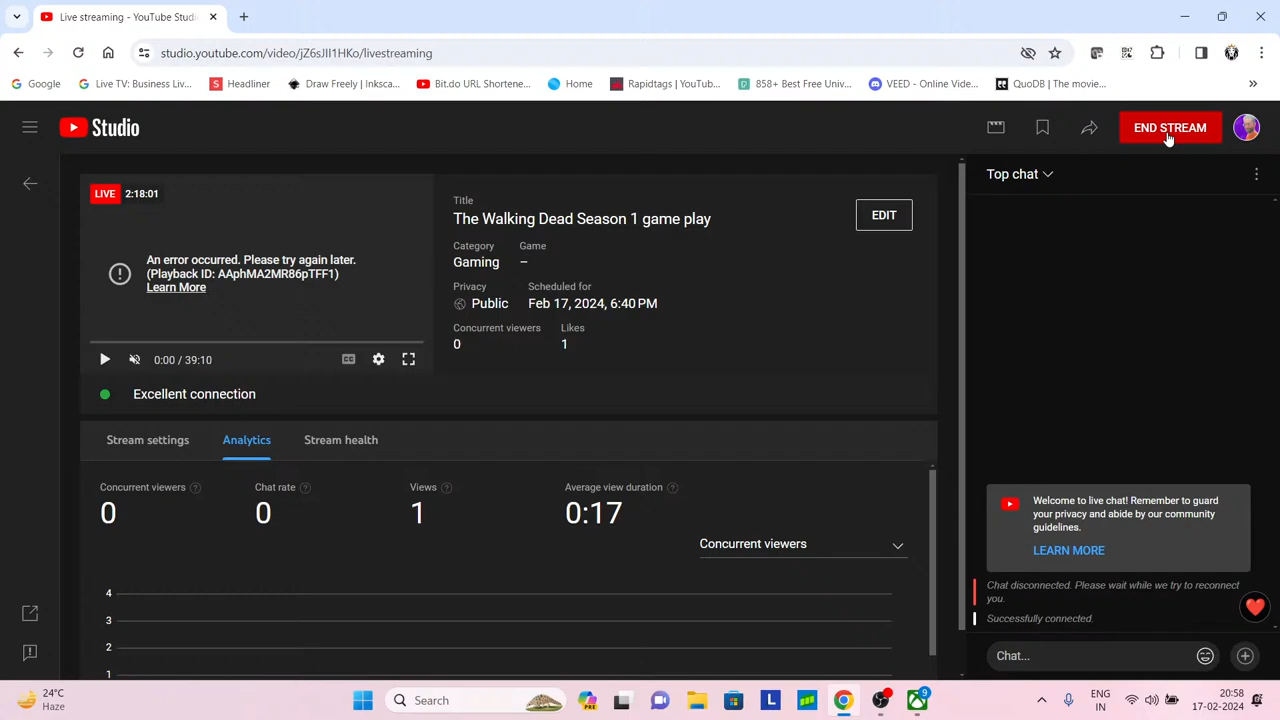 Live streaming - YouTube Studi
studio.youtube.com/video/jZ6sJIl1HKo/livestreaming
Google
Live TV: Business Liv...
Headliner
Draw Freely | Inksca...
Bit.do URL Shortene...
Home
Rapidtags | YouTub...
858+ Best Free Univ...
VEED - Online Vide...
QuoDB | The movie...
Studio
END STREAM
LIVE 2:18:01
An error occurred. Please try again later.
(Playback ID: AAphMA2MR86pTFF1)
Learn More
0:00 / 39:10
CC
Excellent connection
Title
The Walking Dead Season 1 game play
EDIT
Category Game
Gaming –
Privacy Scheduled for
Public Feb 17, 2024, 6:40 PM
Concurrent viewers Likes
0 1
Stream settings Analytics Stream health
Concurrent viewers Chat rate Views Average view duration
0 0 1 0:17
Concurrent viewers
4
3
2
1
Top chat
Welcome to live chat! Remember to guard
your privacy and abide by our community
guidelines.
LEARN MORE
Chat disconnected. Please wait while we try to reconnect
you.
Successfully connected.
Chat...
24°C
Haze
Search
PRE
L
9
ENG
IN
20:58
17-02-2024